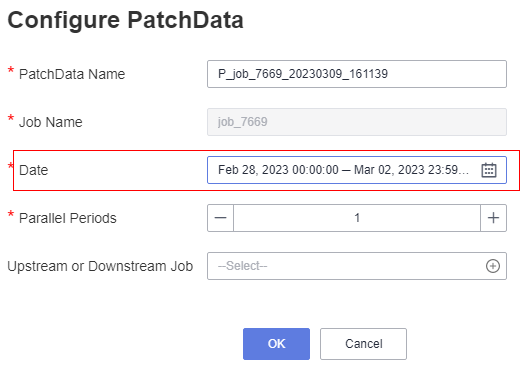 Configure PatchData
* PatchData Name P_job_7669_20230309_161139
* Job Name job_7669
* Date Feb 28, 2023 00:00:00 — Mar 02, 2023 23:59...
* Parallel Periods — 1 +
Upstream or Downstream Job --Select--
OK Cancel